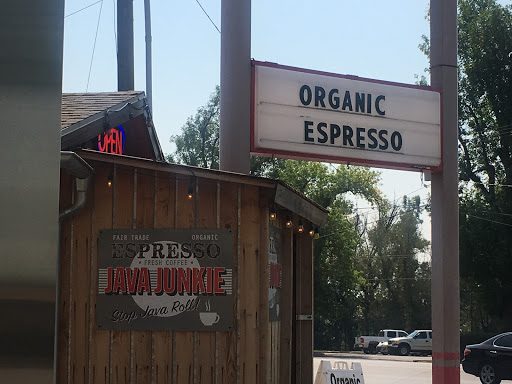 ORGANIC
ESPRESSO
OPEN
FAIR TRADE ORGANIC
ESPRESSO
FRESH COFFEE
JAVA JUNKIE
Stop Java Roll!
Organic